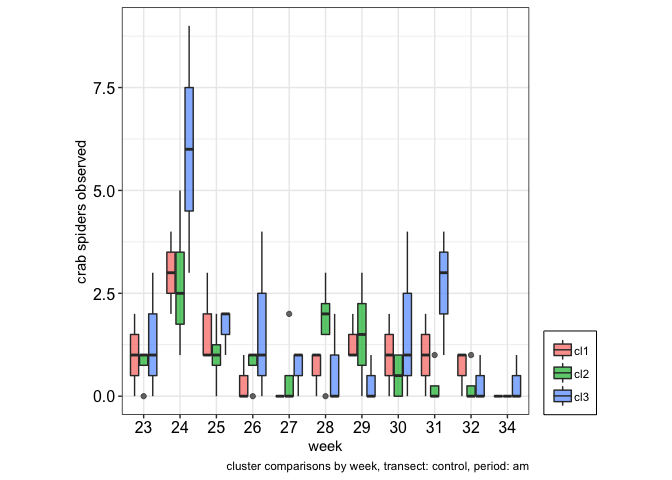 crab spiders observed
7.5
5.0
2.5
0.0
23 24 25 26 27 28 29 30 31 32 34
week
cl1
cl2
cl3
cluster comparisons by week, transect: control, period: am